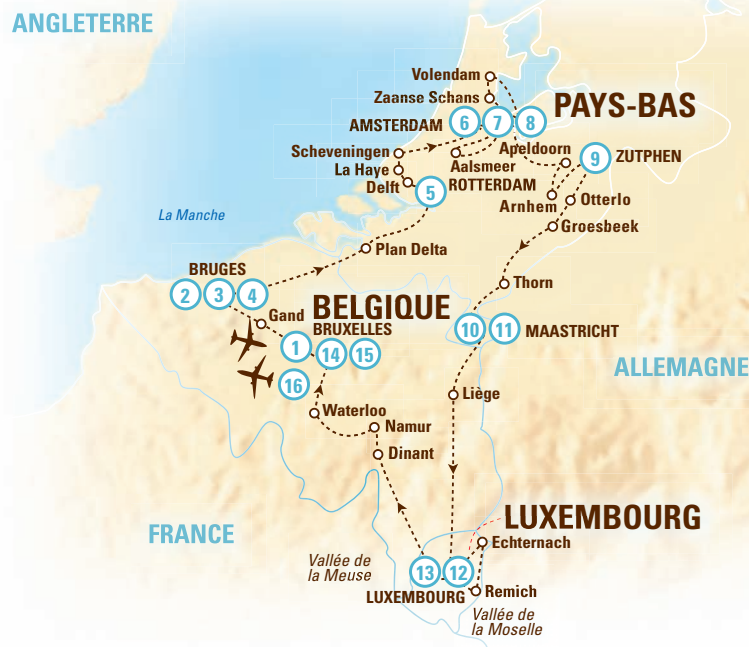 ANGLETERRE
Volendam
Zaanse Schans
PAYS-BAS
AMSTERDAM
6
7
8
Scheveningen
Aalsmeer
Apeldoorn
9
ZUTPHEN
La Haye
Delft
5
ROTTERDAM
Arnhem
Otterlo
Groesbeek
La Manche
Plan Delta
BRUGES
2
3
4
Thorn
Gand
BELGIQUE
BRUXELLES
10
11
MAASTRICHT
1
14
15
16
ALLEMAGNE
Liège
Waterloo
Namur
Dinant
FRANCE
LUXEMBOURG
Echternach
Vallée de
la Meuse
13
12
LUXEMBOURG
Remich
Vallée de
la Moselle